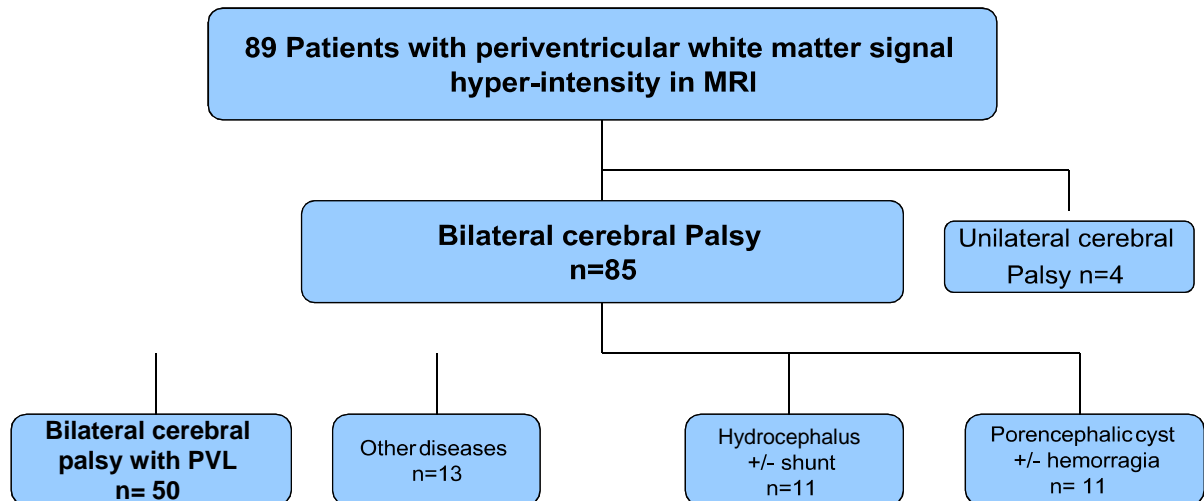 89 Patients with periventricular white matter signal
hyper-intensity in MRI
Bilateral cerebral Palsy
n=85
Unilateral cerebral
Palsy n=4
Bilateral cerebral
palsy with PVL
n= 50
Other diseases
n=13
Hydrocephalus
+/- shunt
n=11
Porencephalic cyst
+/- hemorragia
n= 11